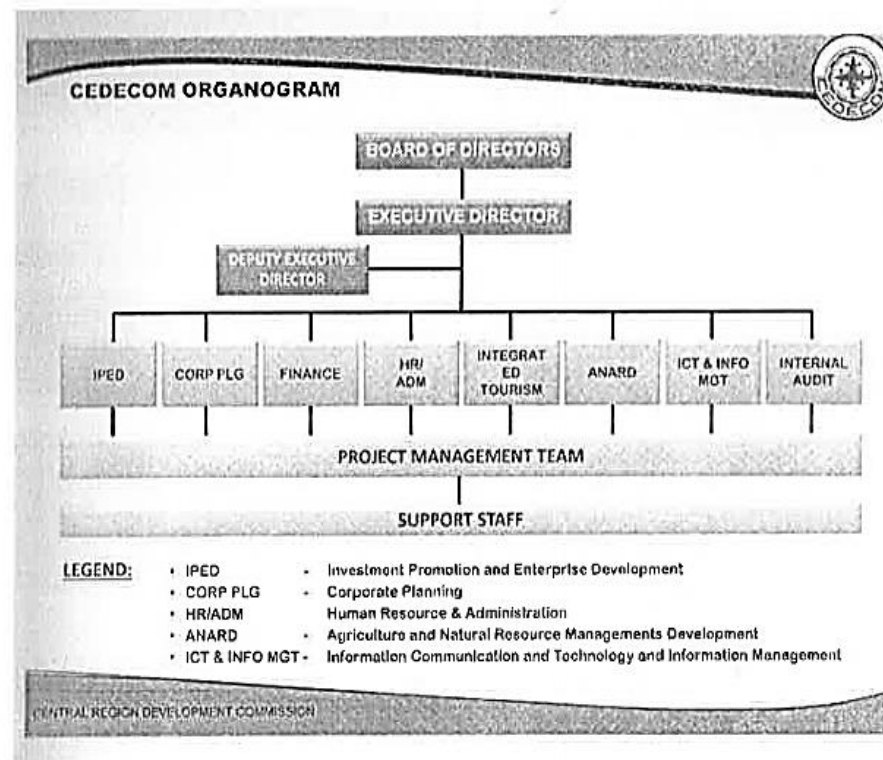 CEDECOM
CEDECOM ORGANOGRAM
BOARD OF DIRECTORS
EXECUTIVE DIRECTOR
DEPUTY EXECUTIVE
DIRECTOR
IPED
CORP PLG
FINANCE
HR/
ADM
INTEGRAT
ED
TOURISM
ANARD
ICT & INFO
MGT
INTERNAL
AUDIT
PROJECT MANAGEMENT TEAM
SUPPORT STAFF
LEGEND:
• IPED - Investment Promotion and Enterprise Development
• CORP PLG - Corporate Planning
• HR/ADM Human Resource & Administration
• ANARD - Agriculture and Natural Resource Managements Development
• ICT & INFO MGT - Information Communication and Technology and Information Management
CENTRAL REGION DEVELOPMENT COMMISSION